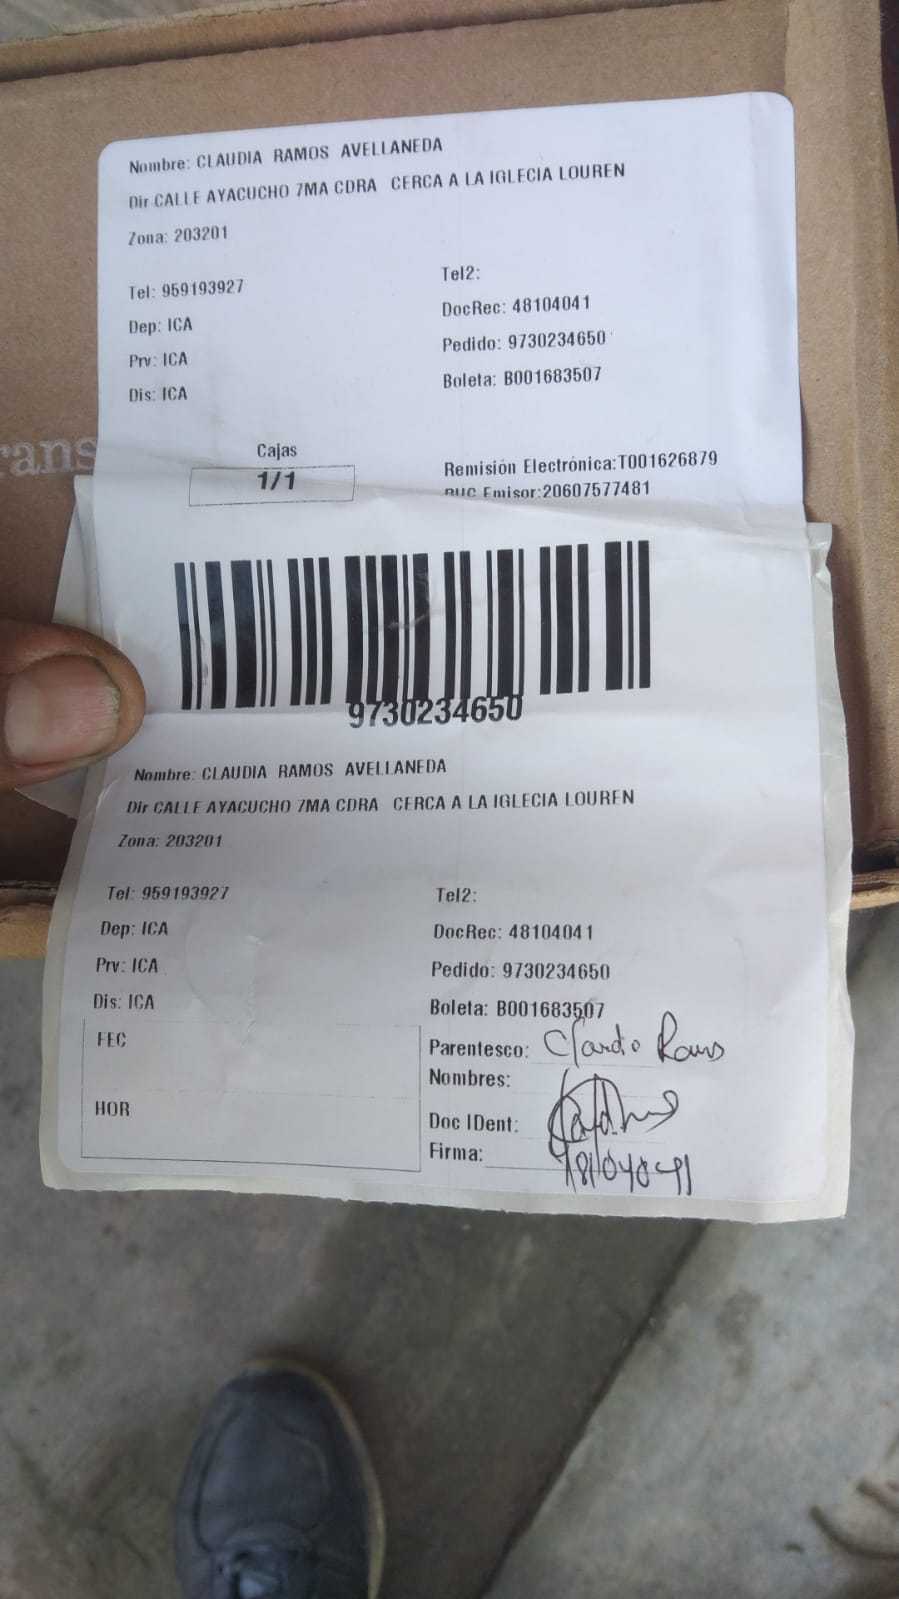 Nombre: CLAUDIA RAMOS AVELLANEDA
Dir CALLE AYACUCHO 7MA CDRA CERCA A LA IGLECIA LOUREN
Zona: 203201
Tel: 959193927
Tel2:
Dep: ICA
DocRec: 48104041
Prv: ICA
Pedido: 9730234650
Dis: ICA
Boleta: B001683507
rans
Cajas
1/1
Remisión Electrónica:T001626879
RUC Emisor:20607577481
9730234650
Nombre: CLAUDIA RAMOS AVELLANEDA
Dir CALLE AYACUCHO 7MA CDRA CERCA A LA IGLECIA LOUREN
Zona: 203201
Tel: 959193927
Tel2:
Dep: ICA
DocRec: 48104041
Prv: ICA
Pedido: 9730234650
Dis: ICA
Boleta: B001683507
FEC
HOR
Parentesco:
Nombres:
Doc IDent:
Firma: